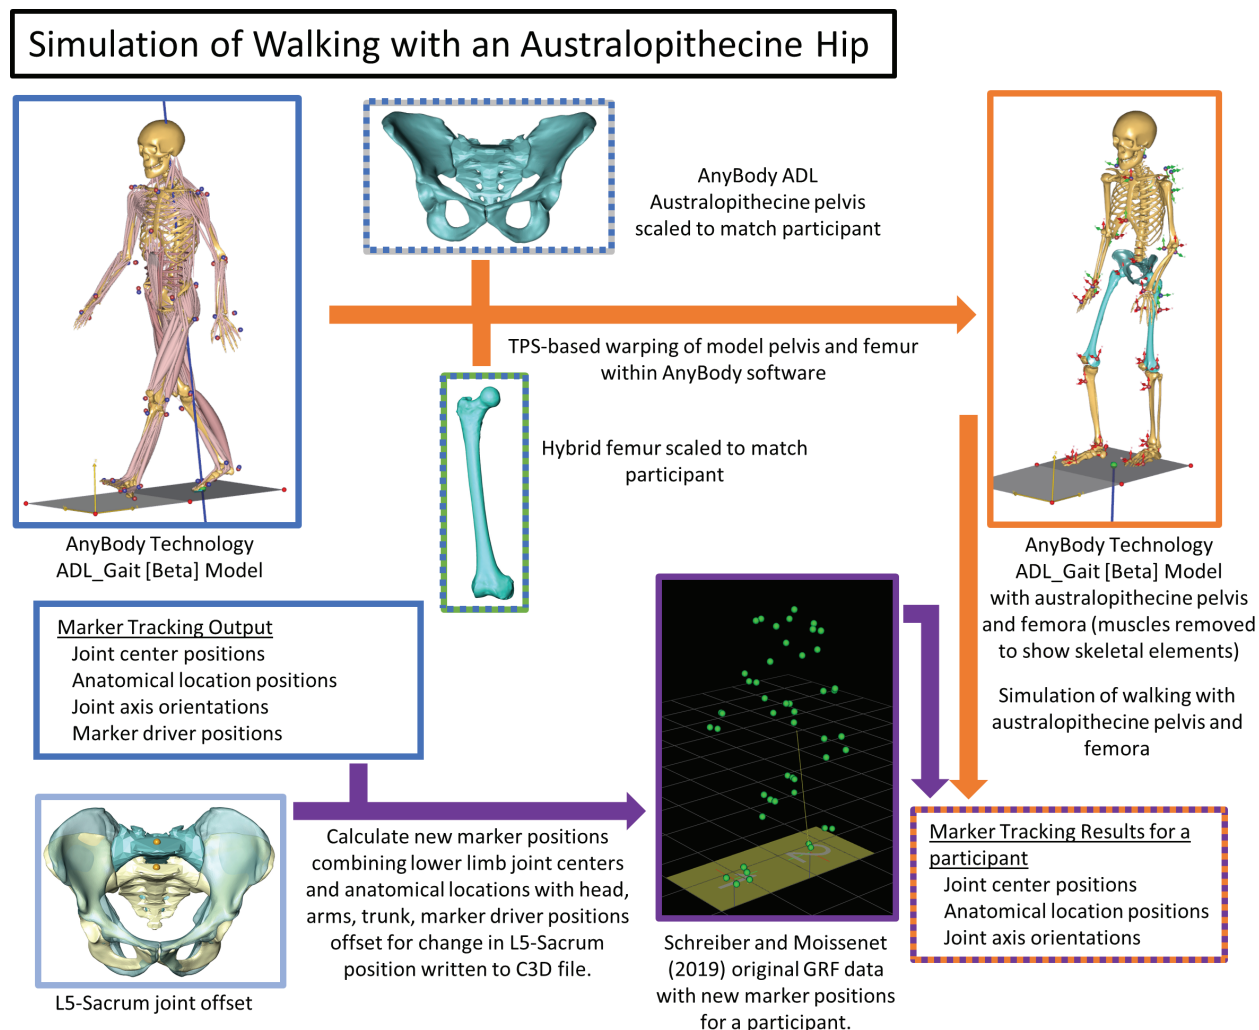 Simulation of Walking with an Australopithecine Hip
AnyBody ADL
Australopithecine pelvis
scaled to match participant
TPS-based warping of model pelvis and femur
within AnyBody software
Hybrid femur scaled to match
participant
AnyBody Technology
ADL_Gait [Beta] Model
AnyBody Technology
ADL_Gait [Beta] Model
with australopithecine pelvis
and femora (muscles removed
to show skeletal elements)
Simulation of walking with
australopithecine pelvis and
femora
Marker Tracking Output
Joint center positions
Anatomical location positions
Joint axis orientations
Marker driver positions
Calculate new marker positions
combining lower limb joint centers
and anatomical locations with head,
arms, trunk, marker driver positions
offset for change in L5-Sacrum
position written to C3D file.
L5-Sacrum joint offset
1
2
Schreiber and Moissenet
(2019) original GRF data
with new marker positions
for a participant.
Marker Tracking Results for a
participant
Joint center positions
Anatomical location positions
Joint axis orientations